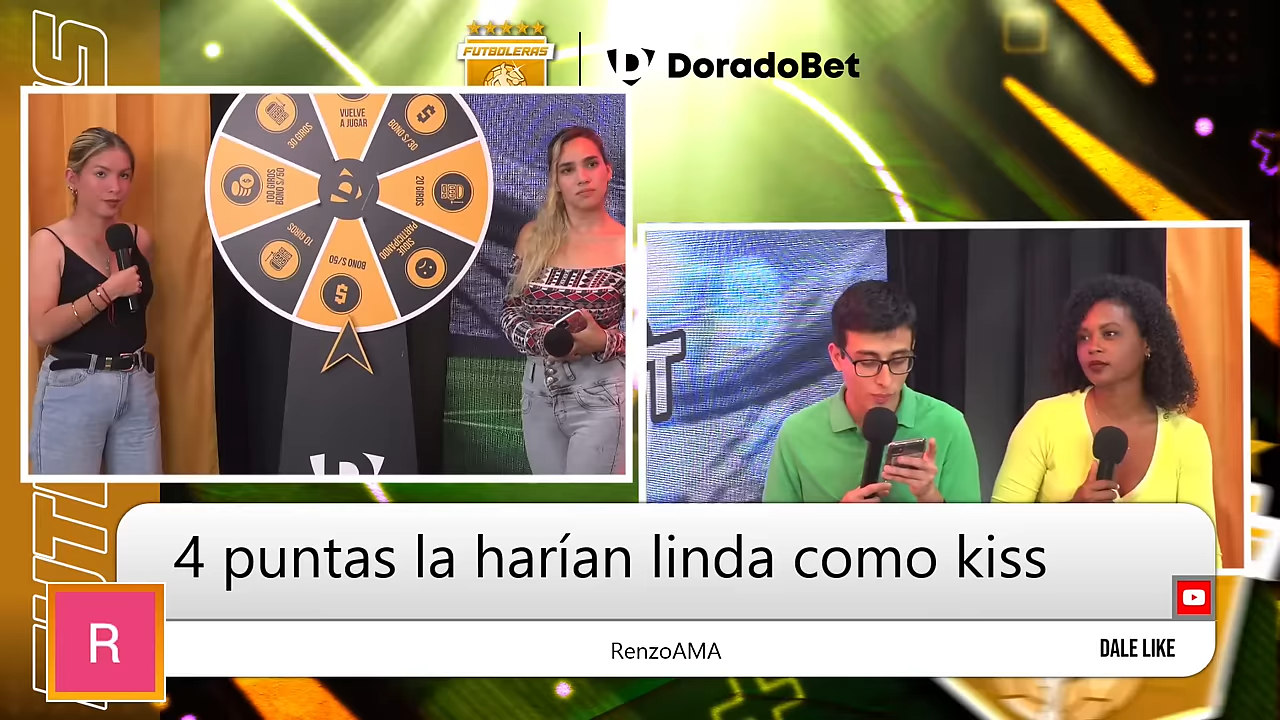 FUTBOLERAS
DoradoBet
30 GIROS
VUELVE
A JUGAR
BONO S/30
100 GIROS
BONO S/50
20 GIROS
10 GIROS
BONO S/50
SIGUE
PARTICIPANDO
4 puntas la harían linda como kiss
R
RenzoAMA
DALE LIKE